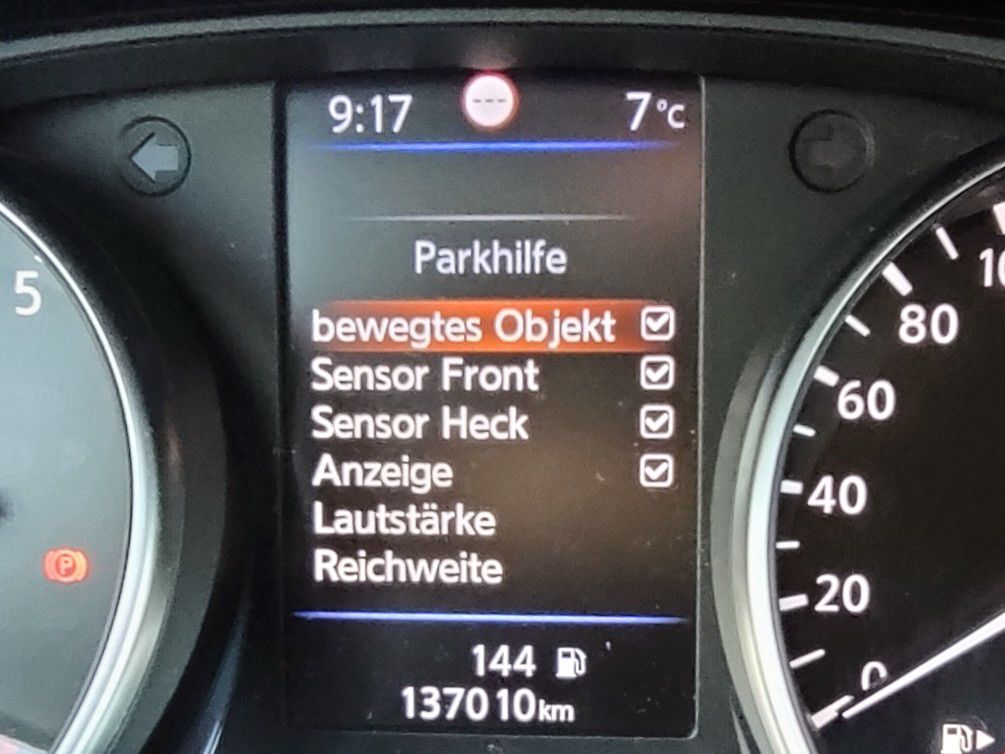 9:17 --- 7°C
Parkhilfe
bewegtes Objekt
Sensor Front
Sensor Heck
Anzeige
Lautstärke
Reichweite
144
137010km
5
P
10
80
60
40
20
0